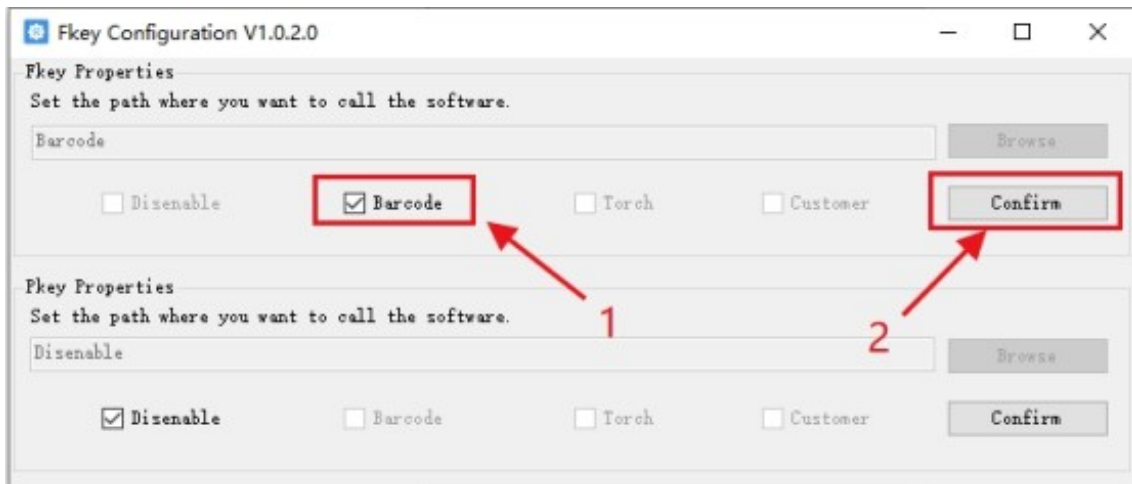 Fkey Configuration V1.0.2.0
Fkey Properties
Set the path where you want to call the software.
Barcode Browse
Disenable Barcode Torch Customer Confirm
1 2
Pkey Properties
Set the path where you want to call the software.
Disenable Browse
Disenable Barcode Torch Customer Confirm